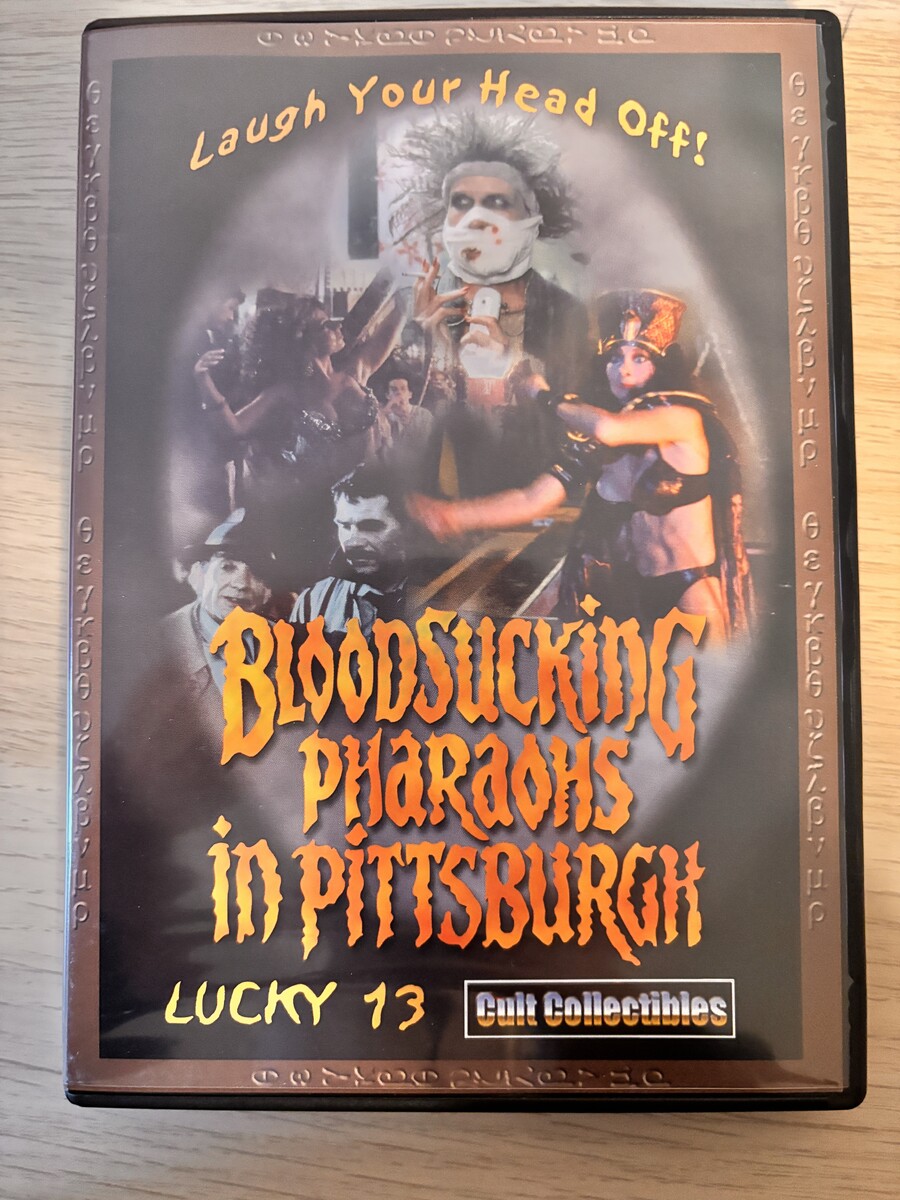 Laugh Your Head Off!
BLOODSUCKiNG
PHaRaOHS
iN PiTTSBURGH
LUCKY 13
Cult Collectibles